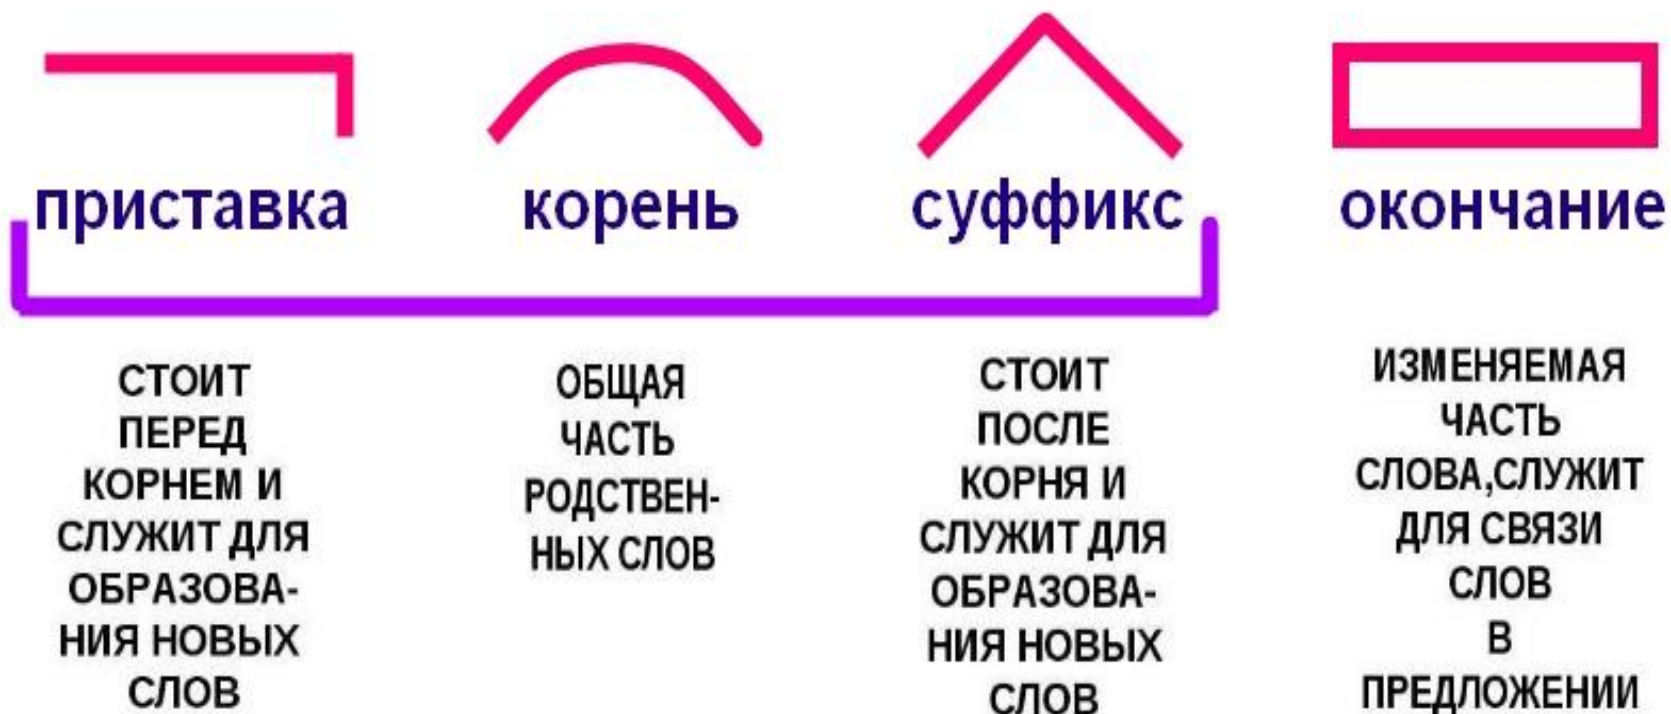 приставка
корень
суффикс
окончание
СТОИТ
ПЕРЕД
КОРНЕМ И
СЛУЖИТ ДЛЯ
ОБРАЗОВА-
НИЯ НОВЫХ
СЛОВ
ОБЩАЯ
ЧАСТЬ
РОДСТВЕН-
НЫХ СЛОВ
СТОИТ
ПОСЛЕ
КОРНЯ И
СЛУЖИТ ДЛЯ
ОБРАЗОВА-
НИЯ НОВЫХ
СЛОВ
ИЗМЕНЯЕМАЯ
ЧАСТЬ
СЛОВА,СЛУЖИТ
ДЛЯ СВЯЗИ
СЛОВ
В
ПРЕДЛОЖЕНИИ